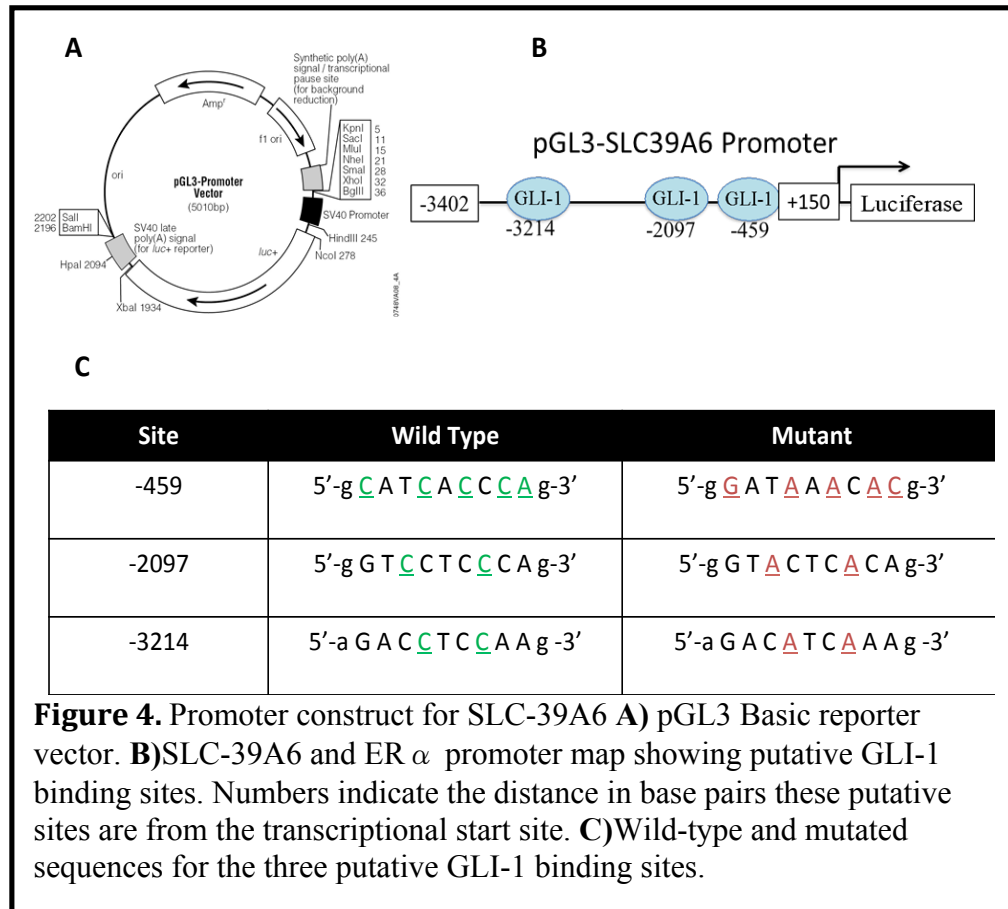 A
B
Synthetic poly(A)
signal / transcriptional
pause site
(for background
reduction)
Ampʳ
f1 ori
KpnI 5
SacI 11
MluI 15
NheI 21
SmaI 28
XhoI 32
BglII 36
ori
pGL3-Promoter
Vector
(5010bp)
SV40 Promoter
2202 SalI
2196 BamHI
SV40 late
poly(A) signal
(for luc+ reporter)
HpaI 2094
luc+
HindIII 245
NcoI 278
XbaI 1934
0748VA08_4A
pGL3-SLC39A6 Promoter
-3402
GLI-1
GLI-1
GLI-1
+150
Luciferase
-3214
-2097
-459
C
Site Wild Type Mutant
-459 5’-g C A T C A C C C A g-3’ 5’-g G A T A A A C A C g-3’
-2097 5’-g G T C C T C C C A g-3’ 5’-g G T A C T C A C A g-3’
-3214 5’-a G A C C T C C A A g -3’ 5’-a G A C A T C A A A g -3’
Figure 4. Promoter construct for SLC-39A6 A) pGL3 Basic reporter
vector. B)SLC-39A6 and ER α promoter map showing putative GLI-1
binding sites. Numbers indicate the distance in base pairs these putative
sites are from the transcriptional start site. C)Wild-type and mutated
sequences for the three putative GLI-1 binding sites.